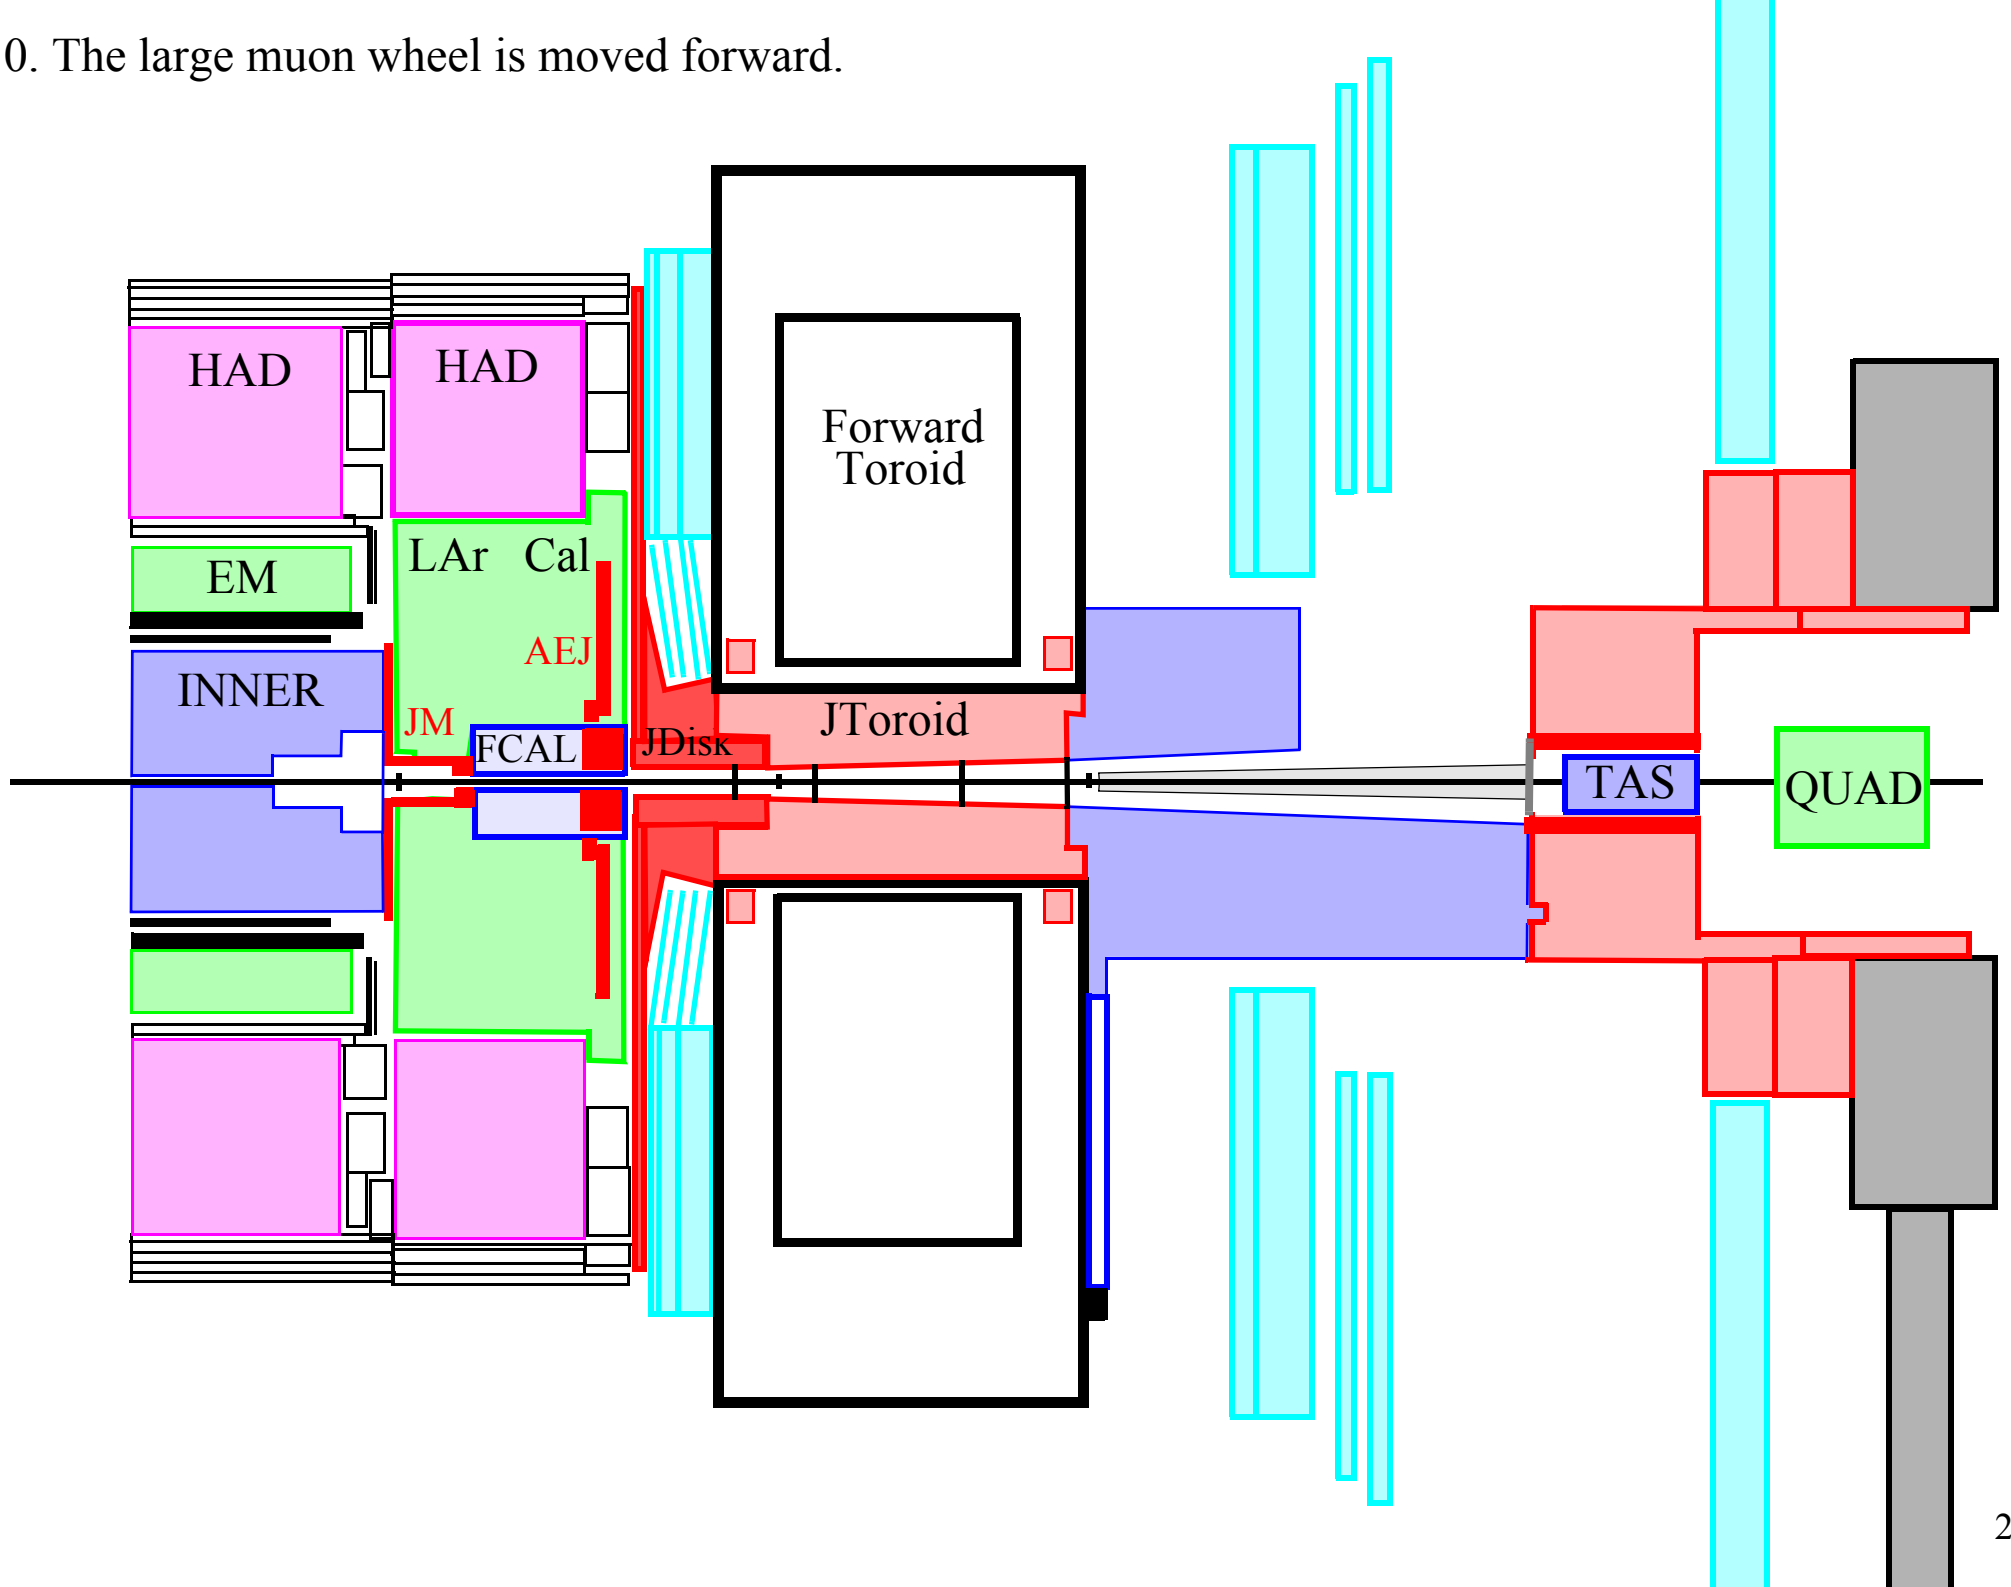 0. The large muon wheel is moved forward.
HAD
HAD
Forward
Toroid
LAr Cal
EM
AEJ
INNER
JM
JToroid
FCAL
JDisk
TAS
QUAD
2